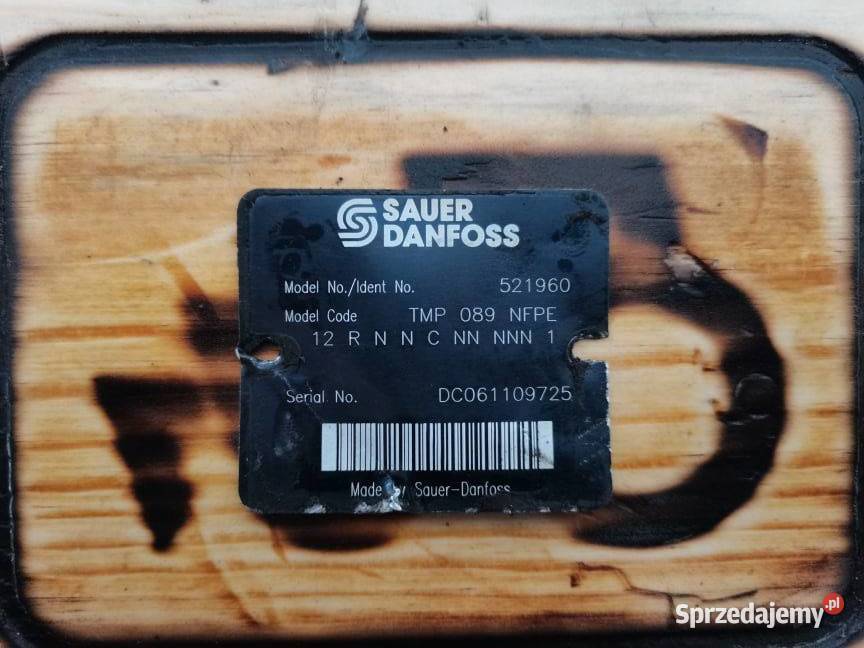 SAUER
DANFOSS
Model No./Ident No. 521960
Model Code TMP 089 NFPE
12 R N N C NN NNN 1
Serial No. DC061109725
Made by Sauer-Danfoss
Sprzedajemy.pl